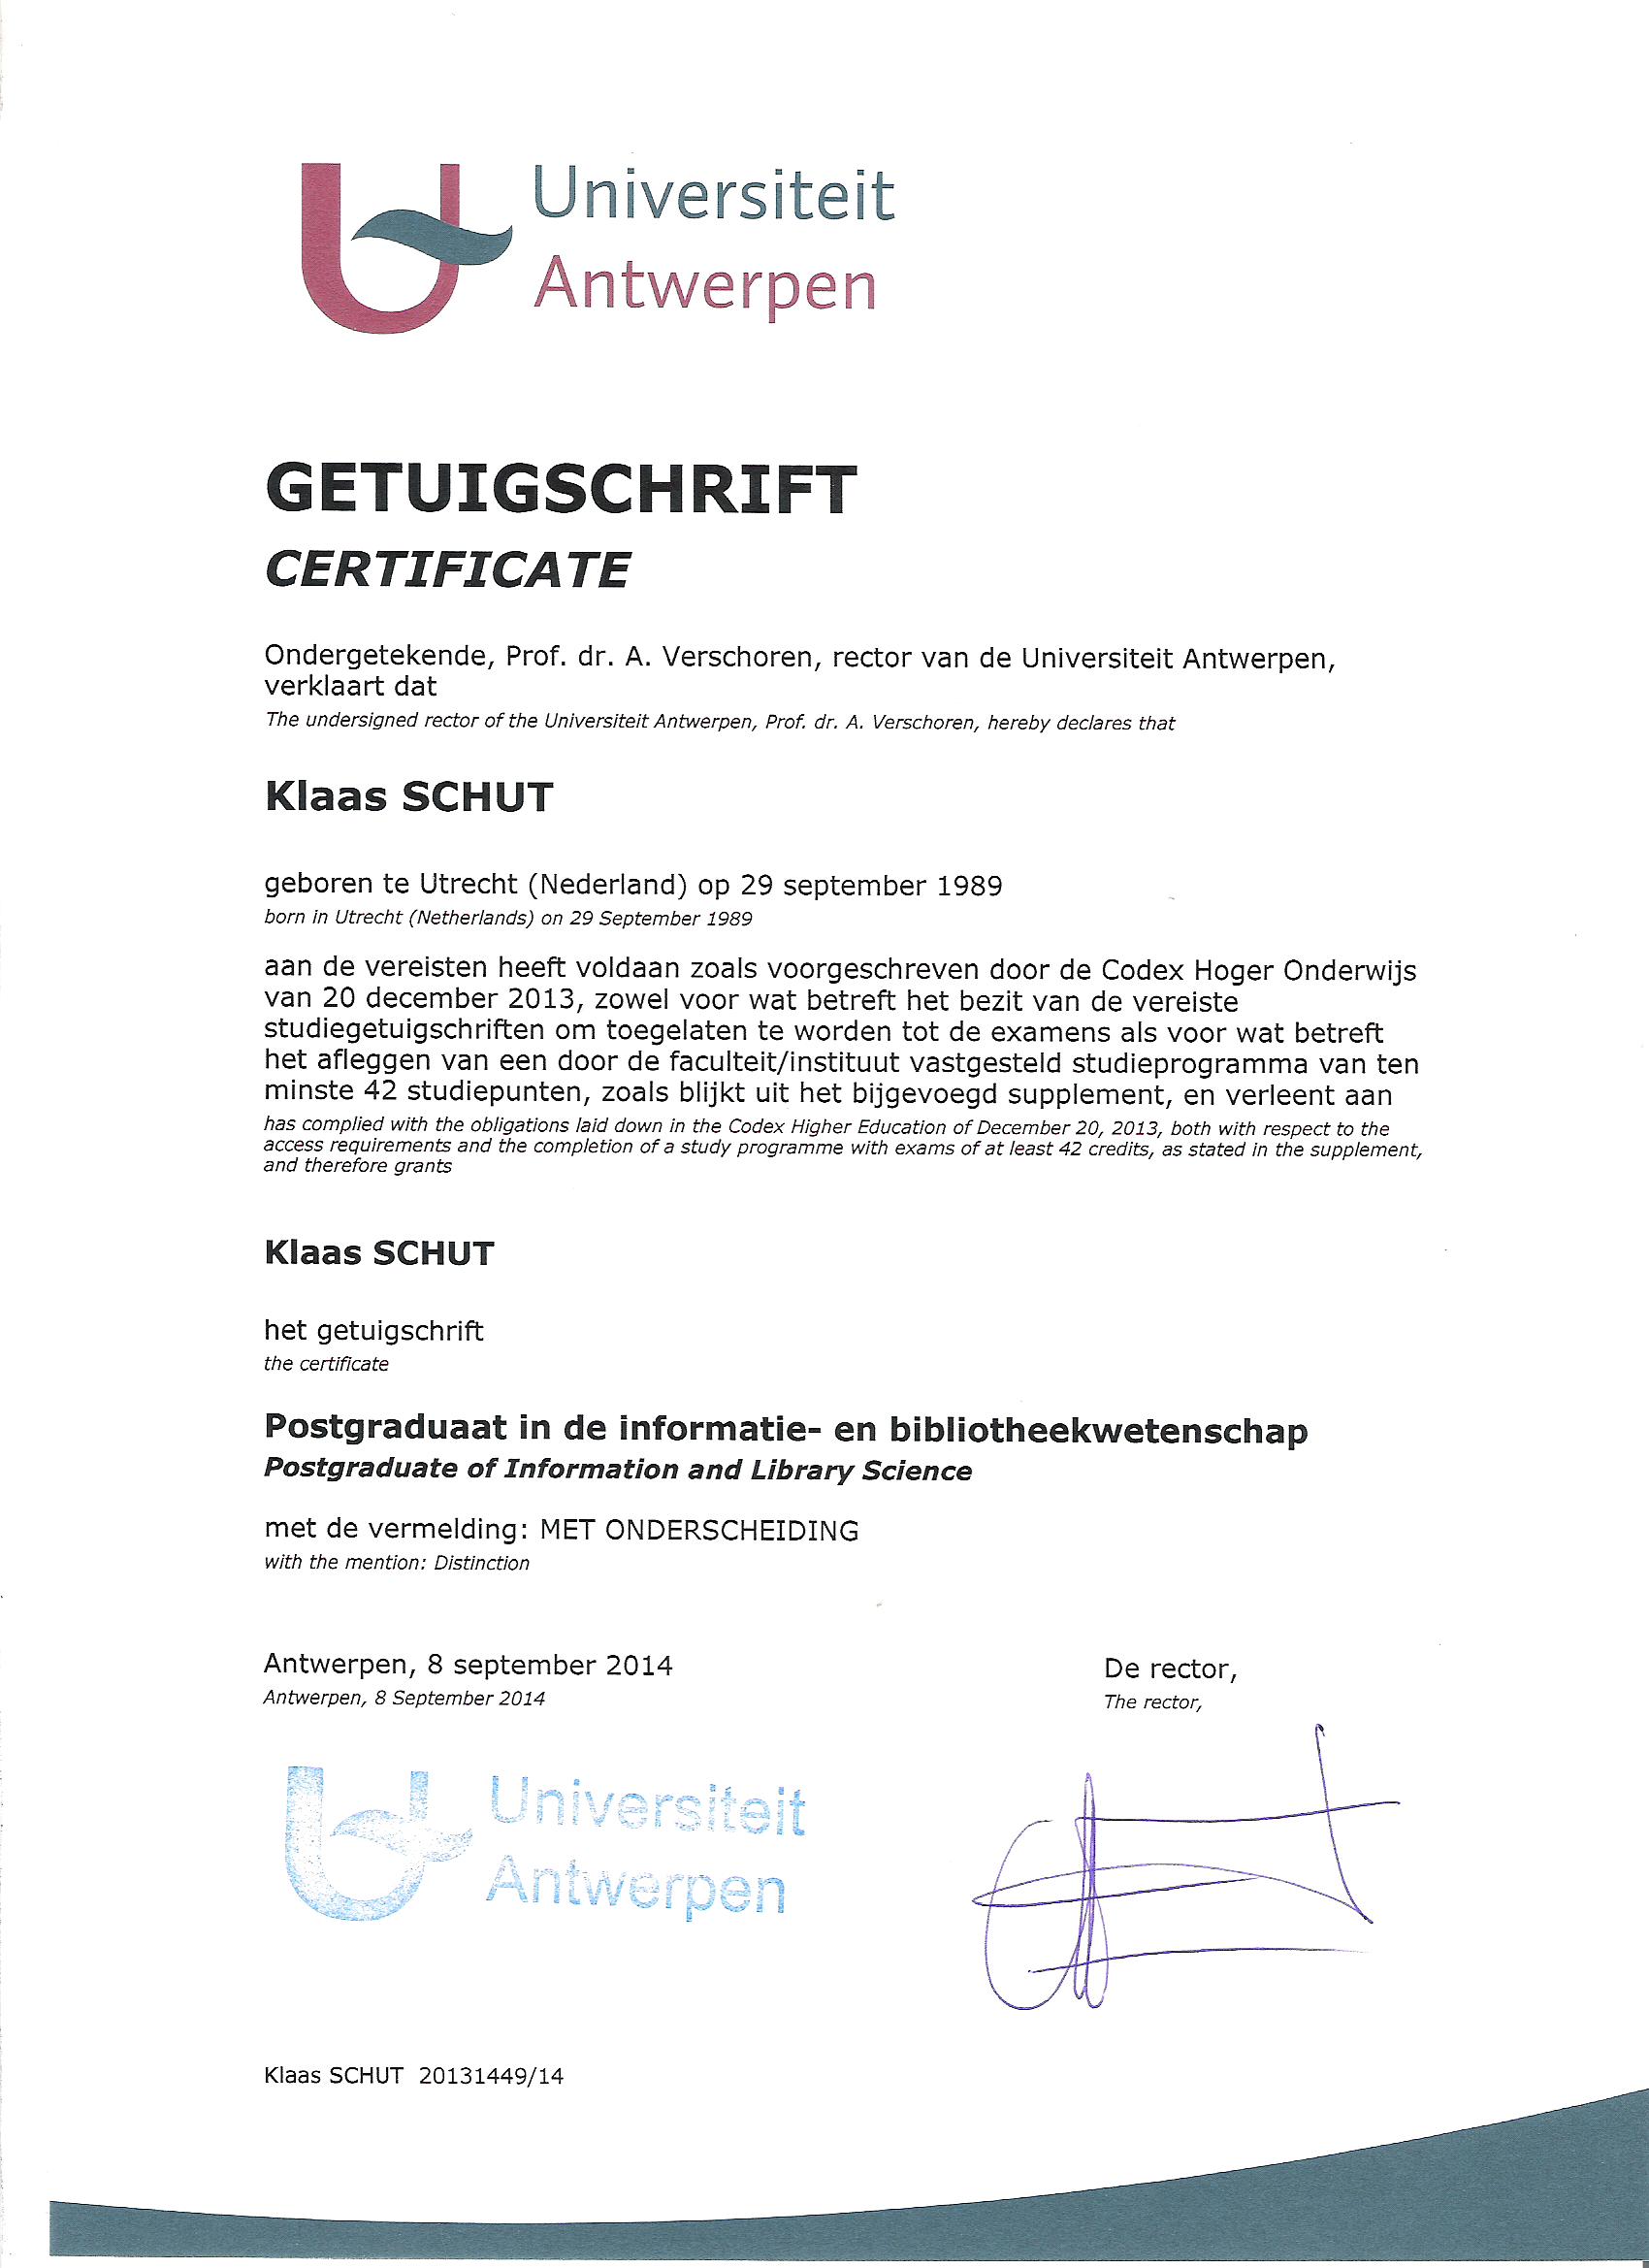 Universiteit
Antwerpen
GETUIGSCHRIFT
CERTIFICATE
Ondergetekende, Prof. dr. A. Verschoren, rector van de Universiteit Antwerpen,
verklaart dat
The undersigned rector of the Universiteit Antwerpen, Prof. dr. A. Verschoren, hereby declares that
Klaas SCHUT
geboren te Utrecht (Nederland) op 29 september 1989
born in Utrecht (Netherlands) on 29 September 1989
aan de vereisten heeft voldaan zoals voorgeschreven door de Codex Hoger Onderwijs
van 20 december 2013, zowel voor wat betreft het bezit van de vereiste
studiegetuigschriften om toegelaten te worden tot de examens als voor wat betreft
het afleggen van een door de faculteit/instituut vastgesteld studieprogramma van ten
minste 42 studiepunten, zoals blijkt uit het bijgevoegd supplement, en verleent aan
has complied with the obligations laid down in the Codex Higher Education of December 20, 2013, both with respect to the
access requirements and the completion of a study programme with exams of at least 42 credits, as stated in the supplement,
and therefore grants
Klaas SCHUT
het getuigschrift
the certificate
Postgraduaat in de informatie- en bibliotheekwetenschap
Postgraduate of Information and Library Science
met de vermelding: MET ONDERSCHEIDING
with the mention: Distinction
Antwerpen, 8 september 2014
Antwerpen, 8 September 2014
De rector,
The rector,
Universiteit
Antwerpen
Klaas SCHUT 20131449/14